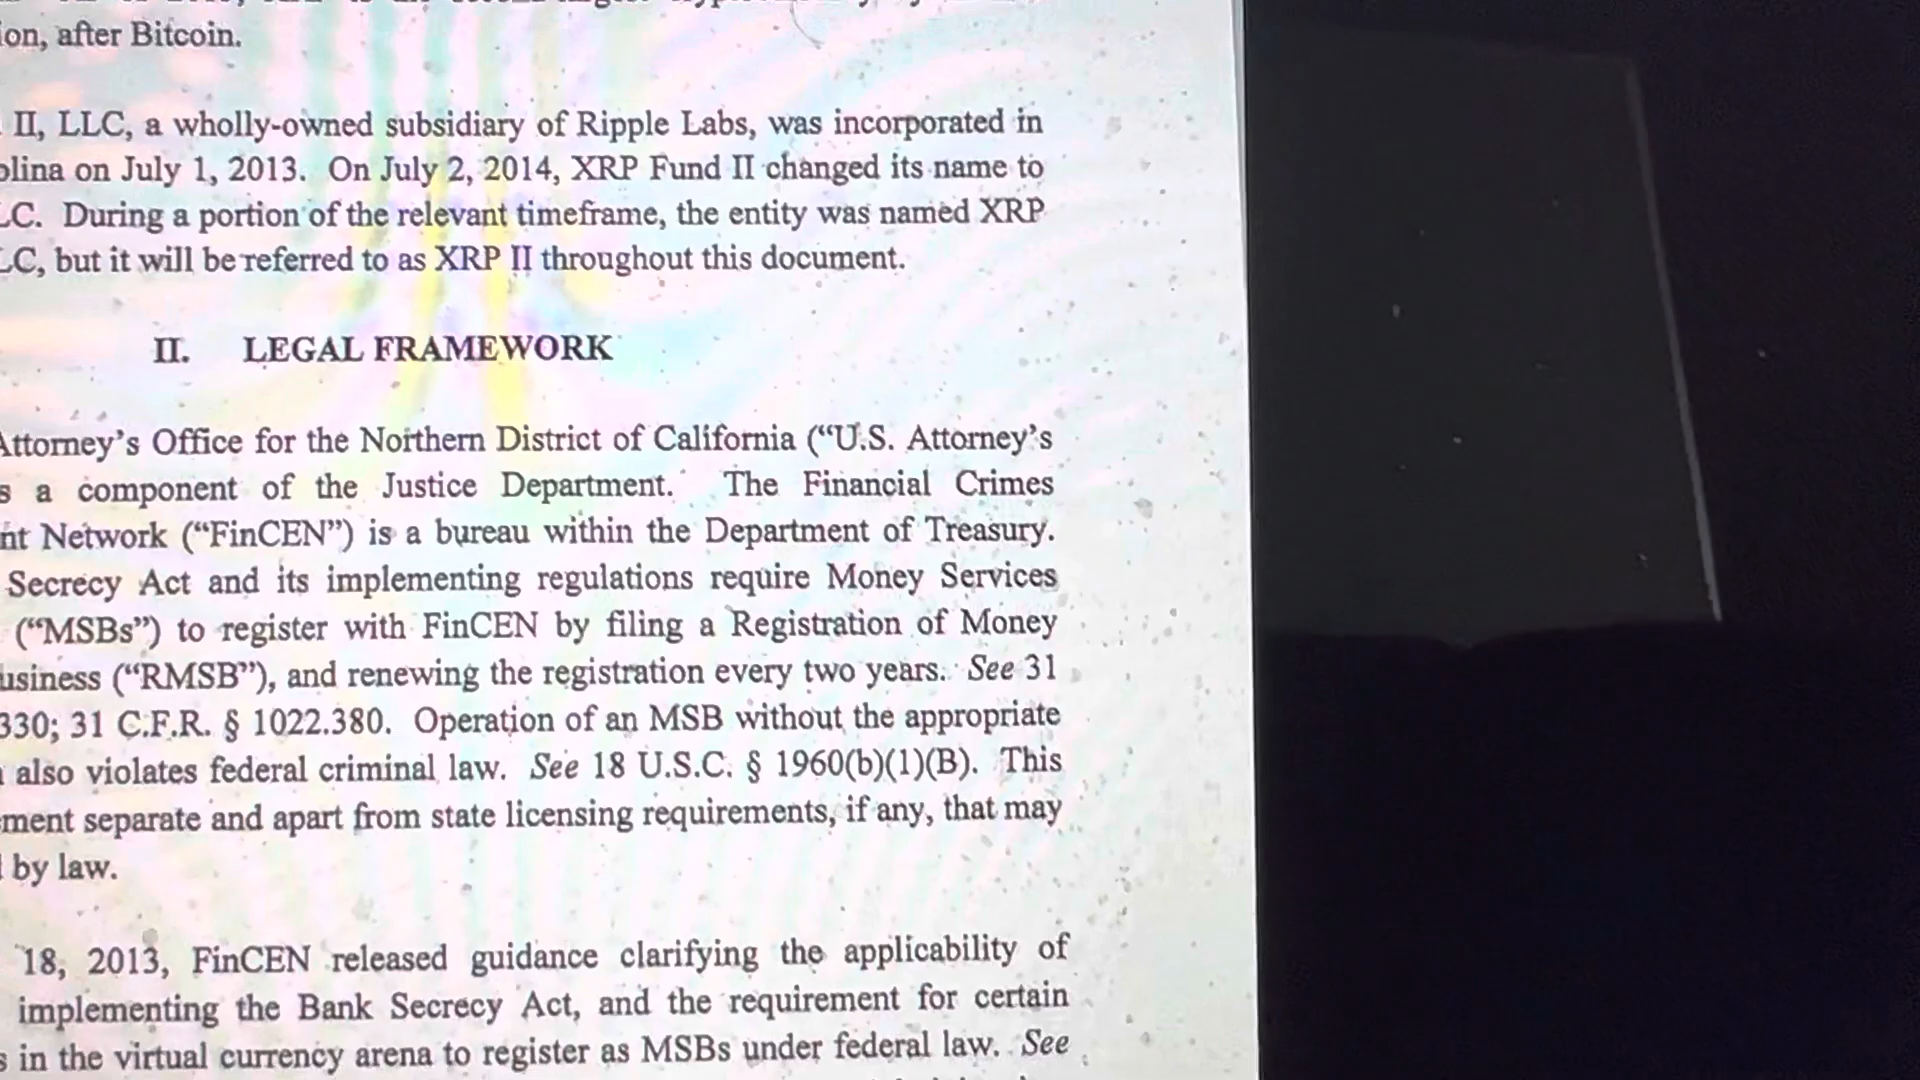 ion, after Bitcoin.
II, LLC, a wholly-owned subsidiary of Ripple Labs, was incorporated in
olina on July 1, 2013. On July 2, 2014, XRP Fund II changed its name to
LC. During a portion of the relevant timeframe, the entity was named XRP
LC, but it will be referred to as XRP II throughout this document.
II. LEGAL FRAMEWORK
Attorney's Office for the Northern District of California (“U.S. Attorney's
s a component of the Justice Department. The Financial Crimes
nt Network (“FinCEN”) is a bureau within the Department of Treasury.
Secrecy Act and its implementing regulations require Money Services
(“MSBs”) to register with FinCEN by filing a Registration of Money
usiness (“RMSB”), and renewing the registration every two years. See 31
330; 31 C.F.R. § 1022.380. Operation of an MSB without the appropriate
also violates federal criminal law. See 18 U.S.C. § 1960(b)(1)(B). This
ment separate and apart from state licensing requirements, if any, that may
by law.
18, 2013, FinCEN released guidance clarifying the applicability of
implementing the Bank Secrecy Act, and the requirement for certain
s in the virtual currency arena to register as MSBs under federal law. See